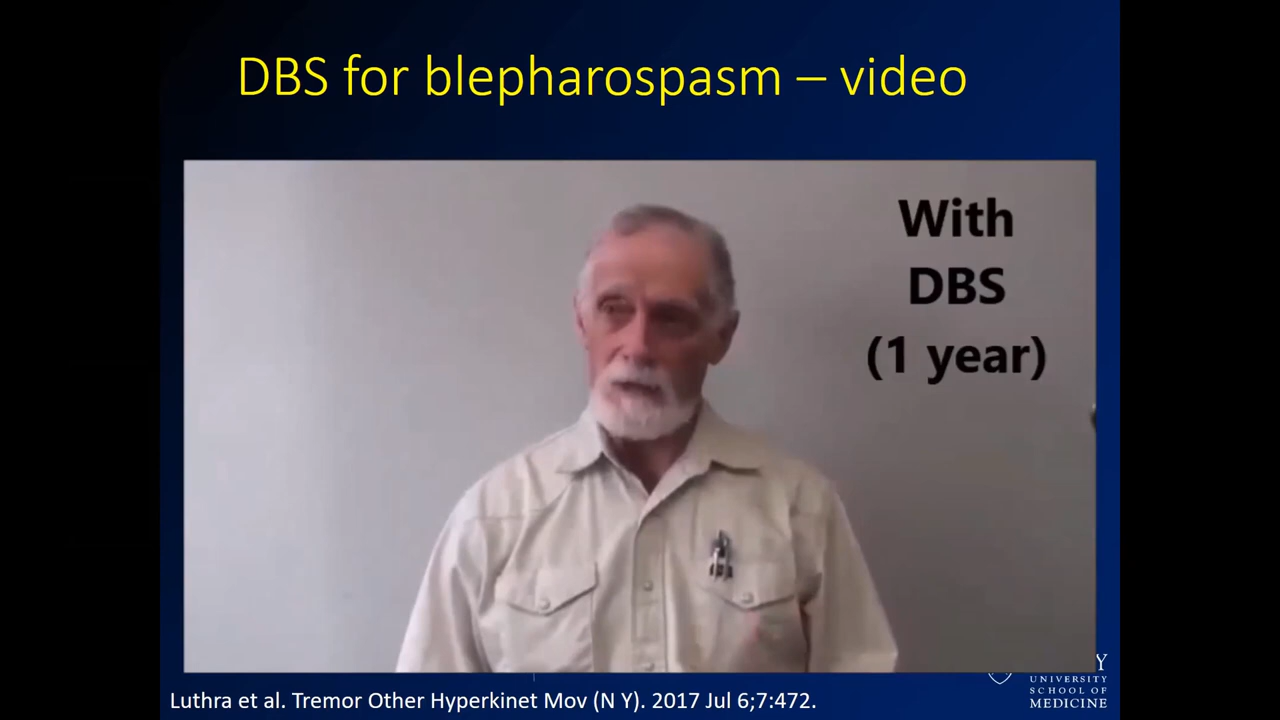 DBS for blepharospasm – video
With
DBS
(1 year)
Luthra et al. Tremor Other Hyperkinet Mov (N Y). 2017 Jul 6;7:472.
UNIVERSITY
SCHOOL OF
MEDICINE